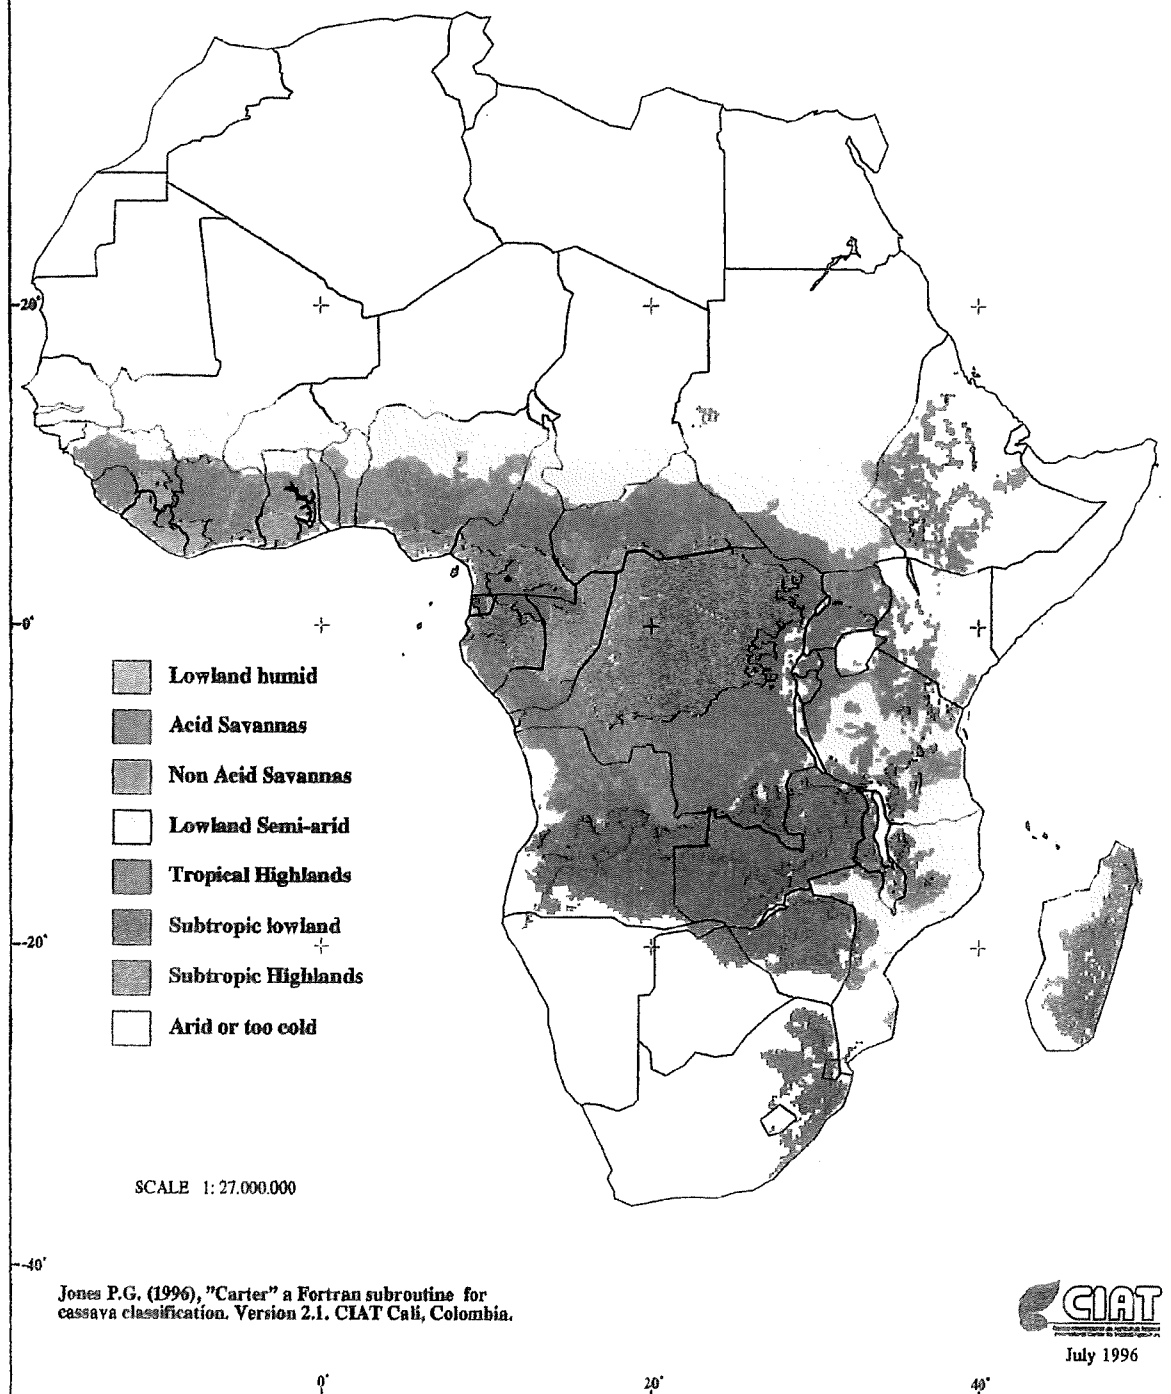 20°
0°
Lowland humid
Acid Savannas
Non Acid Savannas
Lowland Semi-arid
Tropical Highlands
Subtropic lowland
-20°
Subtropic Highlands
Arid or too cold
SCALE 1: 27.000.000
-40°
Jones P.G. (1996), "Carter" a Fortran subroutine for
cassava classification. Version 2.1. CIAT Cali, Colombia.
CIAT
July 1996
0° 20° 40°